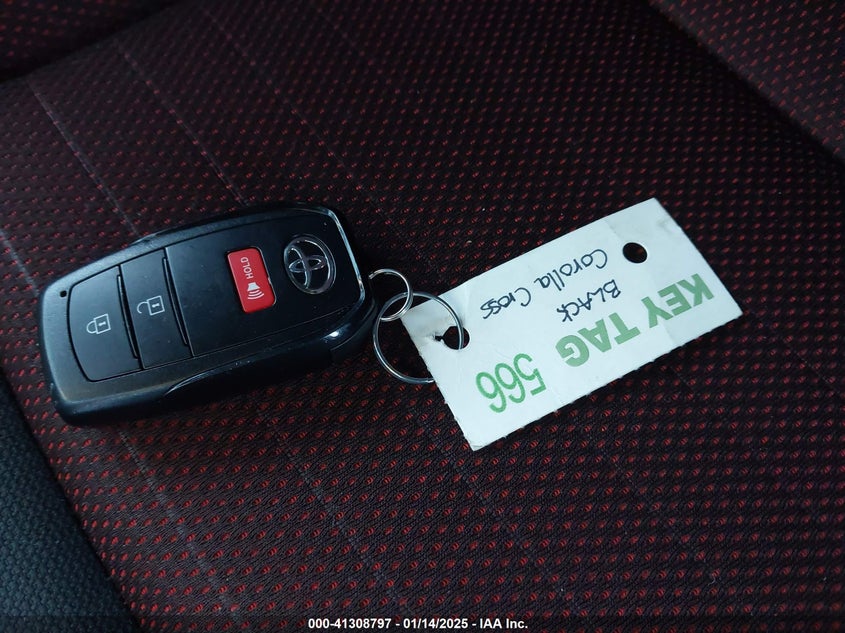 HOLD
KEY TAG 566
BLACK
Corolla Cross
000-41308797 - 01/14/2025 - IAA Inc.